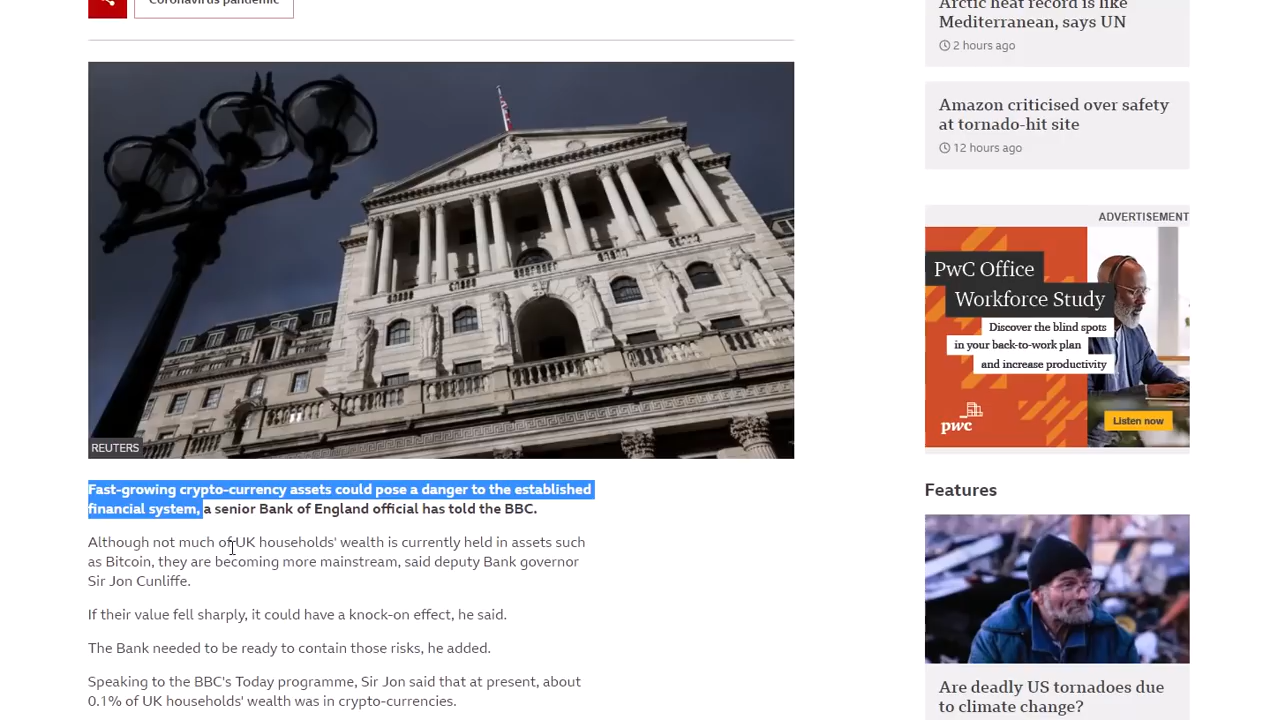 Coronavirus pandemic
REUTERS
Fast-growing crypto-currency assets could pose a danger to the established
financial system, a senior Bank of England official has told the BBC.
Although not much of UK households' wealth is currently held in assets such
as Bitcoin, they are becoming more mainstream, said deputy Bank governor
Sir Jon Cunliffe.
If their value fell sharply, it could have a knock-on effect, he said.
The Bank needed to be ready to contain those risks, he added.
Speaking to the BBC's Today programme, Sir Jon said that at present, about
0.1% of UK households' wealth was in crypto-currencies.
Arctic heat record is like
Mediterranean, says UN
2 hours ago
Amazon criticised over safety
at tornado-hit site
12 hours ago
ADVERTISEMENT
PwC Office
Workforce Study
Discover the blind spots
in your back-to-work plan
and increase productivity
pwc
Listen now
Features
Are deadly US tornadoes due
to climate change?